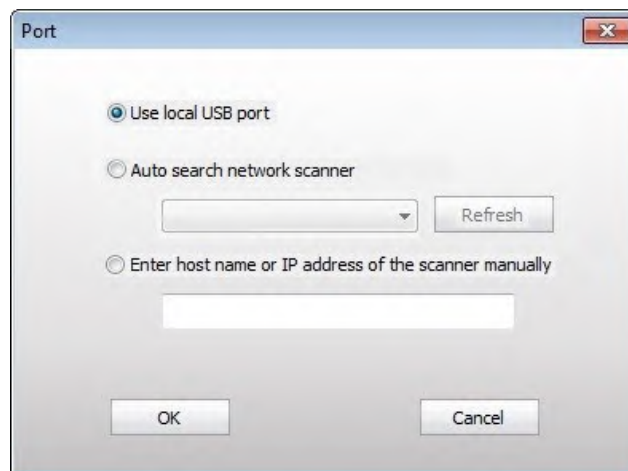 Port
Use local USB port
Auto search network scanner
Refresh
Enter host name or IP address of the scanner manually
OK Cancel